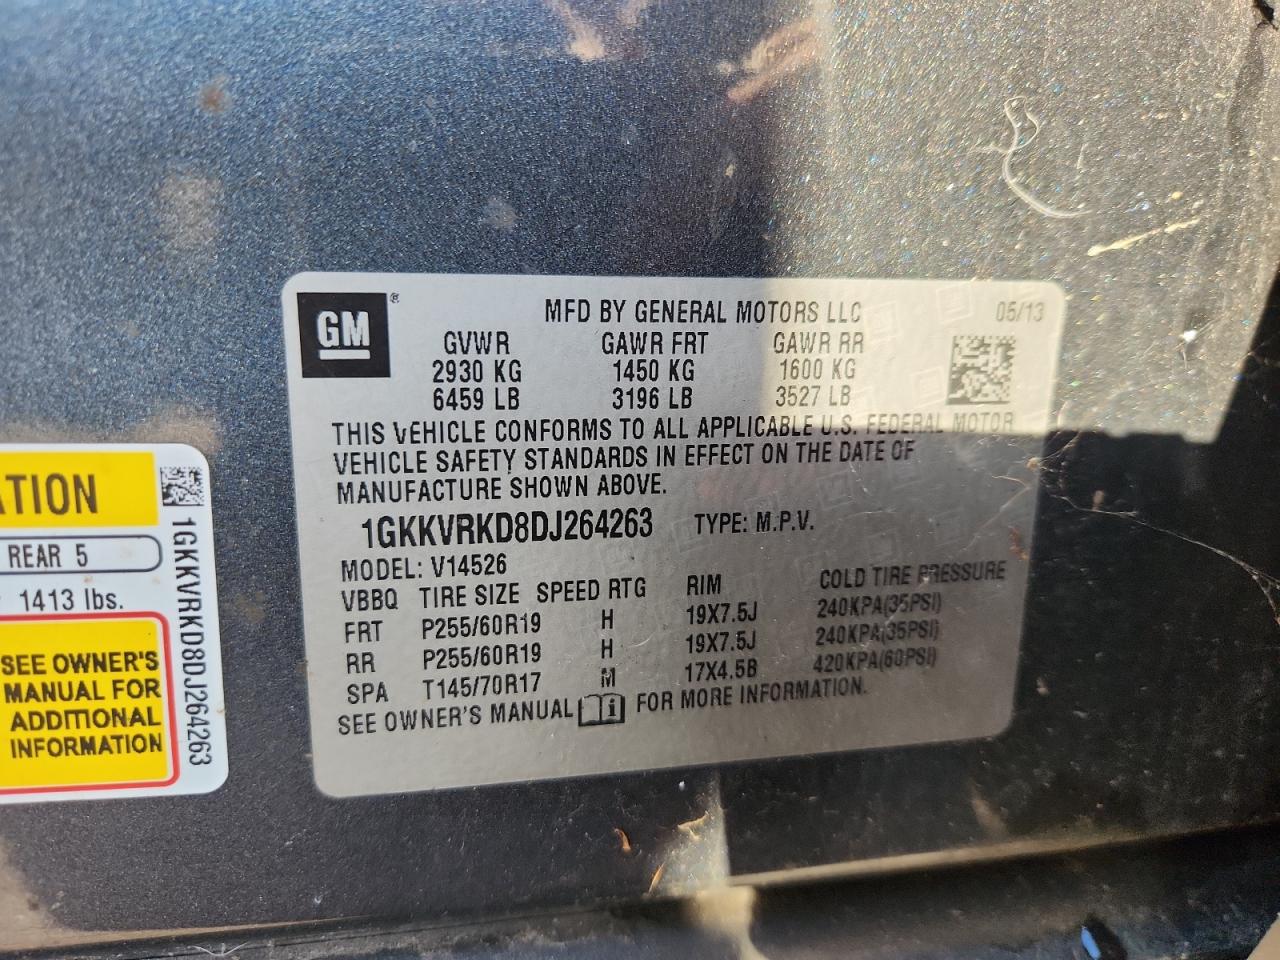 GM ®
MFD BY GENERAL MOTORS LLC 05/13
GVWR GAWR FRT GAWR RR
2930 KG 1450 KG 1600 KG
6459 LB 3196 LB 3527 LB
THIS VEHICLE CONFORMS TO ALL APPLICABLE U.S. FEDERAL MOTOR
VEHICLE SAFETY STANDARDS IN EFFECT ON THE DATE OF
MANUFACTURE SHOWN ABOVE.
1GKKVRKD8DJ264263 TYPE: M.P.V.
MODEL: V14526
VBBQ TIRE SIZE SPEED RTG RIM COLD TIRE PRESSURE
FRT P255/60R19 H 19X7.5J 240KPA(35PSI)
RR P255/60R19 H 19X7.5J 240KPA(35PSI)
SPA T145/70R17 M 17X4.5B 420KPA(60PSI)
SEE OWNER'S MANUAL FOR MORE INFORMATION.
ATION
REAR 5
1413 lbs.
SEE OWNER'S
MANUAL FOR
ADDITIONAL
INFORMATION
1GKKVRKD8DJ264263